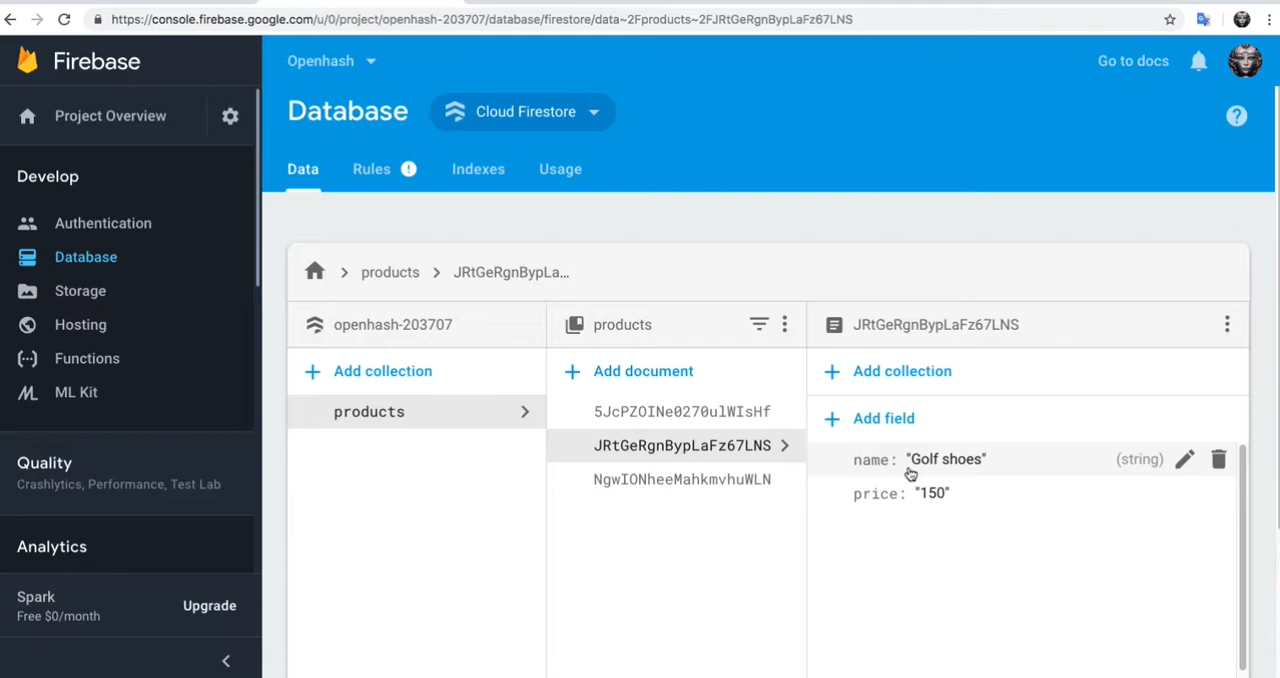 https://console.firebase.google.com/u/0/project/openhash-203707/database/firestore/data~2Fproducts~2FJRtGeRgnBypLaFz67LNS
Firebase
Openhash
Go to docs
Project Overview
Database
Cloud Firestore
Data
Rules
Indexes
Usage
Develop
Authentication
Database
Storage
Hosting
Functions
ML Kit
Quality
Crashlytics, Performance, Test Lab
Analytics
Spark
Free $0/month
Upgrade
products
JRtGeRgnBypLa...
openhash-203707
Add collection
products
products
Add document
5JcPZOINe0270ulWIsHf
JRtGeRgnBypLaFz67LNS
NgwIONheeMahkmvhuWLN
JRtGeRgnBypLaFz67LNS
Add collection
Add field
name: "Golf shoes" (string)
price: "150"